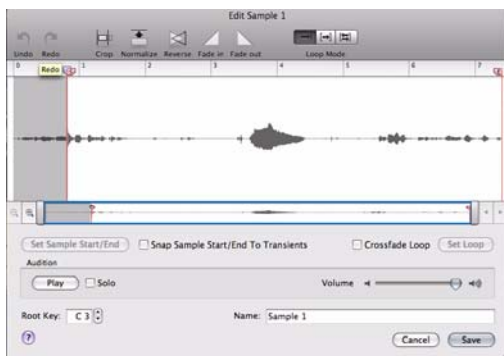 Edit Sample 1
Undo Redo Crop Normalize Reverse Fade in Fade out Loop Mode
Redo
0 1 2 3 4 5 6 7
Set Sample Start/End Snap Sample Start/End To Transients Crossfade Loop Set Loop
Audition
Play Solo Volume
Root Key: C 3 Name: Sample 1
? Cancel Save